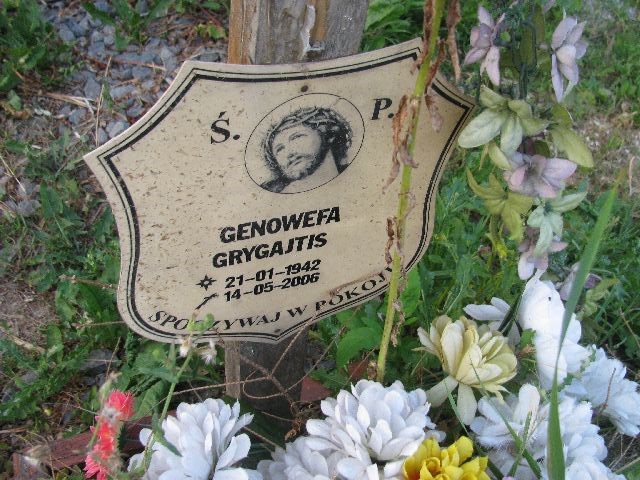 Ś. P.
GENOWEFA
GRYGAJTIS
21-01-1942
14-05-2006
SPOCZYWAJ W POKOJU